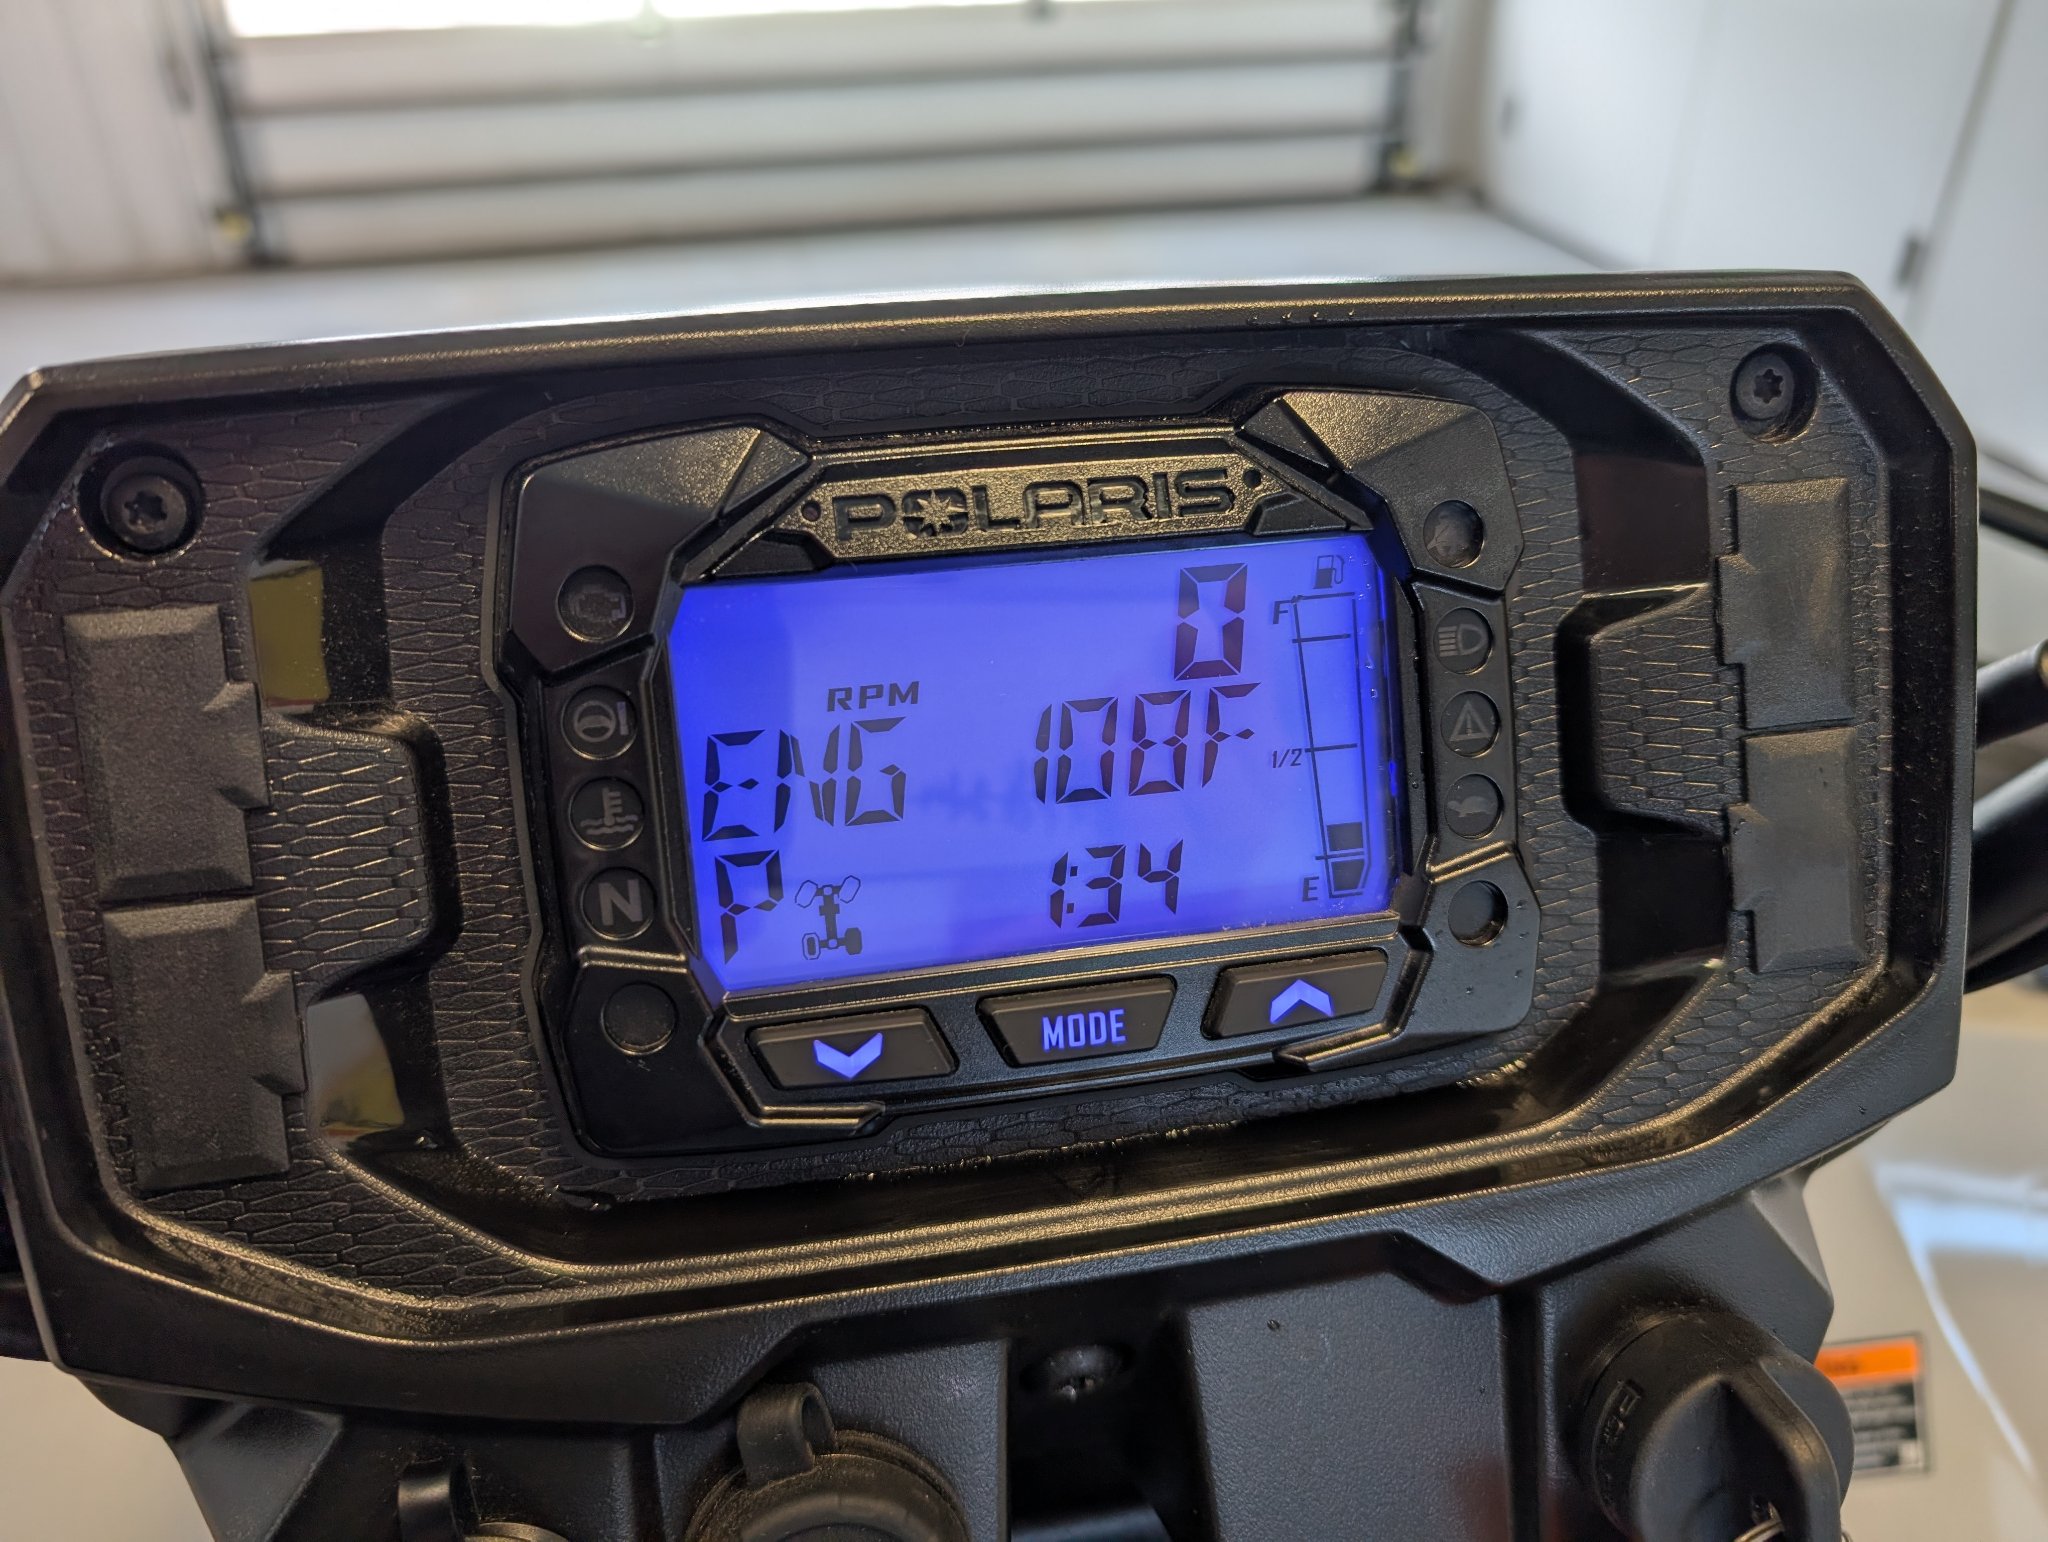 POLARIS
0
F
RPM
ENG 108F
1/2
P 1:34
E
N
MODE